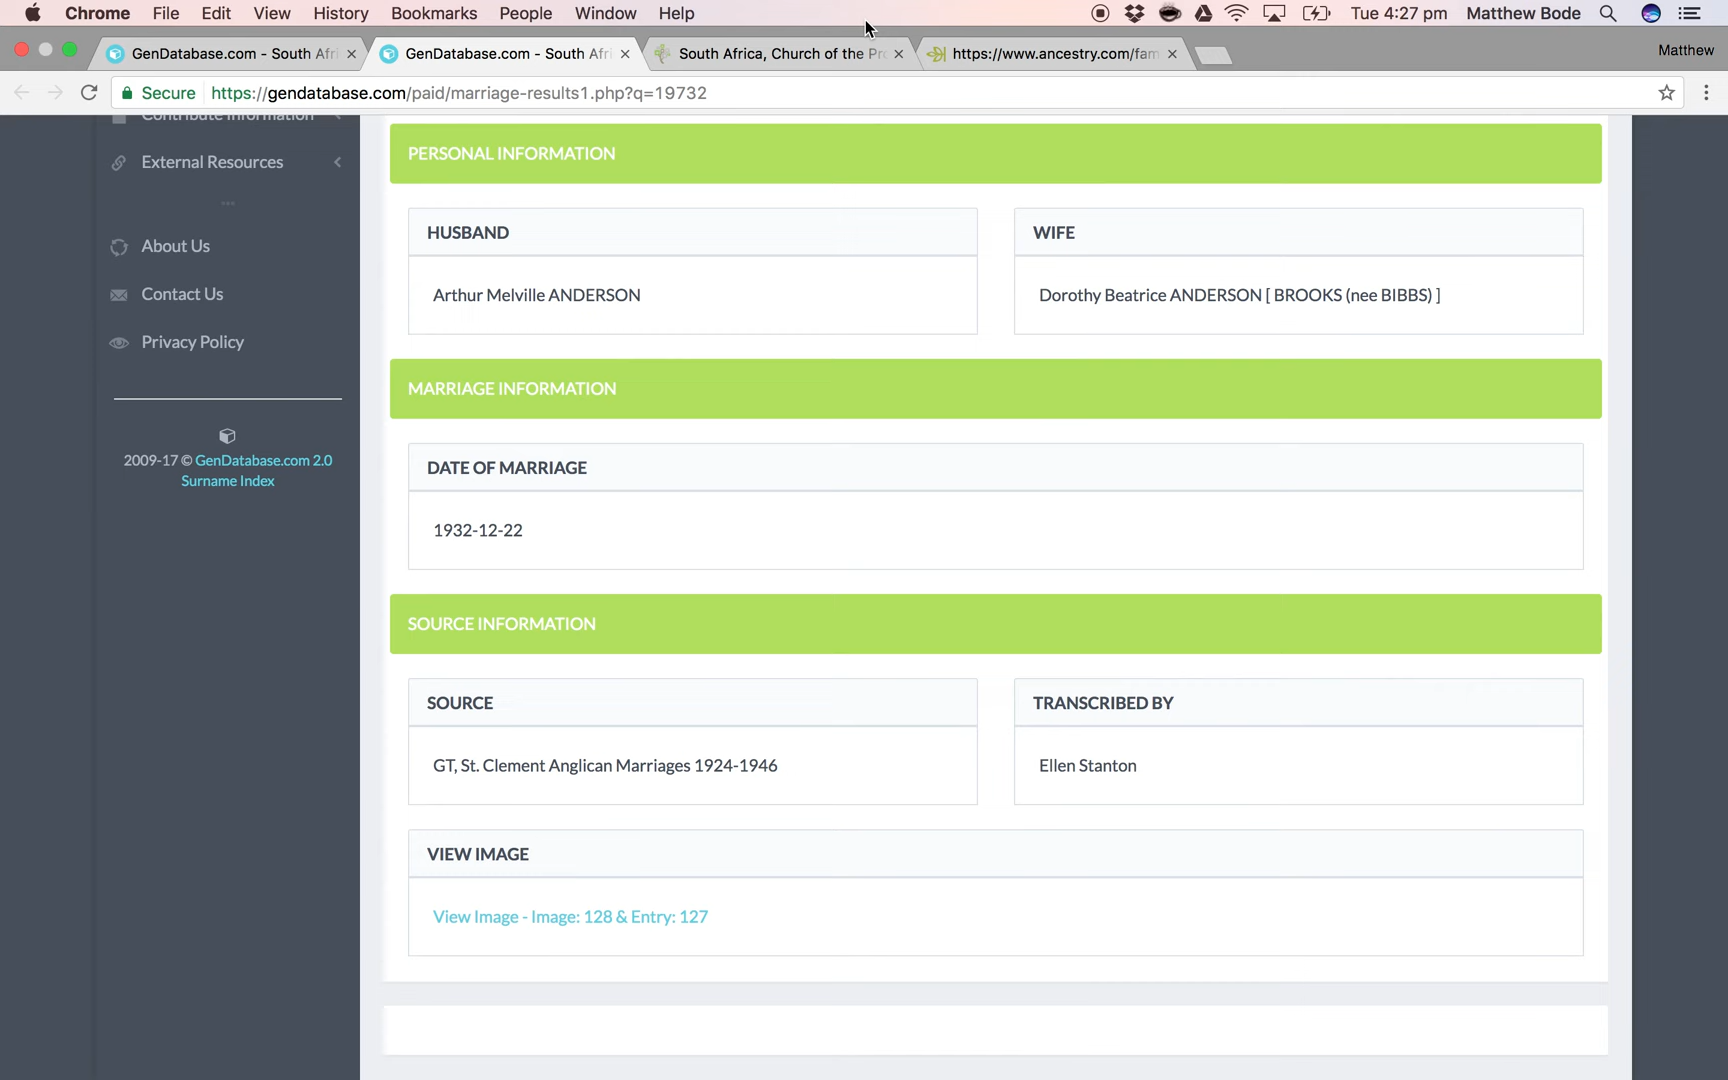 Chrome File Edit View History Bookmarks People Window Help Tue 4:27 pm Matthew Bode
GenDatabase.com - South Afri GenDatabase.com - South Afri South Africa, Church of the Pro https://www.ancestry.com/fam Matthew
Secure https://gendatabase.com/paid/marriage-results1.php?q=19732
Contribute Information
External Resources
About Us
Contact Us
Privacy Policy
2009-17 © GenDatabase.com 2.0
Surname Index
PERSONAL INFORMATION
HUSBAND
Arthur Melville ANDERSON
WIFE
Dorothy Beatrice ANDERSON [ BROOKS (nee BIBBS) ]
MARRIAGE INFORMATION
DATE OF MARRIAGE
1932-12-22
SOURCE INFORMATION
SOURCE
GT, St. Clement Anglican Marriages 1924-1946
TRANSCRIBED BY
Ellen Stanton
VIEW IMAGE
View Image - Image: 128 & Entry: 127